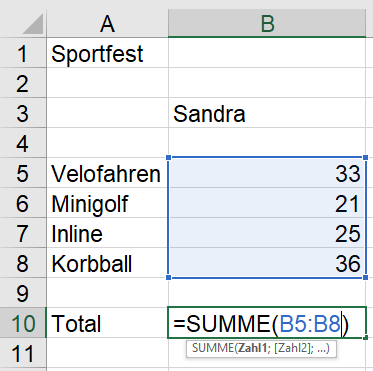 A B
1 Sportfest
2
3 Sandra
4
5 Velofahren 33
6 Minigolf 21
7 Inline 25
8 Korbball 36
9
10 Total =SUMME(B5:B8)
SUMME(Zahl1; [Zahl2]; ...)
11